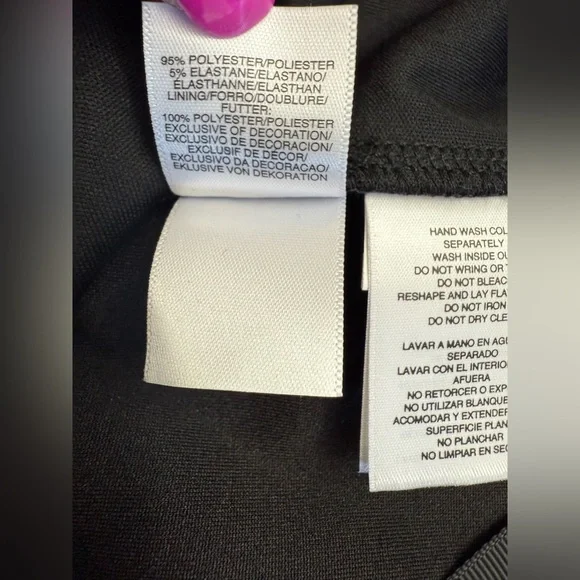 95% POLYESTER/POLIESTER
5% ELASTANE/ELASTANO/
ÉLASTHANNE/ELASTHAN
LINING/FORRO/DOUBLURE/
FUTTER:
100% POLYESTER/POLIESTER
EXCLUSIVE OF DECORATION/
EXCLUSIVO DE DECORACION/
EXCLUSIF DE DÉCOR/
EXCLUSIVO DA DECORACAO/
EKLUSIVE VON DEKORATION
HAND WASH COL
SEPARATELY
WASH INSIDE OU
DO NOT WRING OR T
DO NOT BLEAC
RESHAPE AND LAY FLA
DO NOT IRON
DO NOT DRY CLE
LAVAR A MANO EN AGU
SEPARADO
LAVAR CON EL INTERIO
AFUERA
NO RETORCER O EXP
NO UTILIZAR BLANQUE
ACOMODAR Y EXTENDER
SUPERFICIE PLAN
NO PLANCHAR
NO LIMPIAR EN SEC